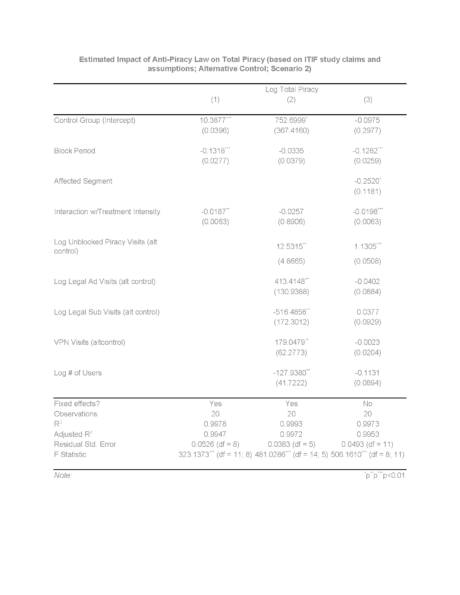 Estimated Impact of Anti-Piracy Law on Total Piracy (based on ITIF study claims and
assumptions; Alternative Control; Scenario 2)
Log Total Piracy
(1) (2) (3)
Control Group (Intercept) 10.3677*** 752.6999* -0.0975
(0.0396) (367.4160) (0.2977)
Block Period -0.1318*** -0.0335 -0.1282***
(0.0277) (0.0379) (0.0259)
Affected Segment -0.2520*
(0.1181)
Interaction w/Treatment Intensity -0.0187** -0.0257 -0.0198***
(0.0063) (0.8906) (0.0063)
Log Unblocked Piracy Visits (alt
control) 12.5315** 1.1305***
(4.8665) (0.0508)
Log Legal Ad Visits (alt control) 413.4148** -0.0402
(130.9388) (0.0884)
Log Legal Sub Visits (alt control) -516.4856** 0.0377
(172.3012) (0.0929)
VPN Visits (altcontrol) 179.0479** -0.0023
(62.2773) (0.0204)
Log # of Users -127.9380** -0.1131
(41.7222) (0.0894)
Fixed effects? Yes Yes No
Observations 20 20 20
R² 0.9978 0.9993 0.9973
Adjusted R² 0.9947 0.9972 0.9953
Residual Std. Error 0.0526 (df = 8) 0.0383 (df = 5) 0.0493 (df = 11)
F Statistic 323.1373*** (df = 11; 8) 481.0286*** (df = 14; 5) 506.1610*** (df = 8; 11)
Note: *p**p***p<0.01